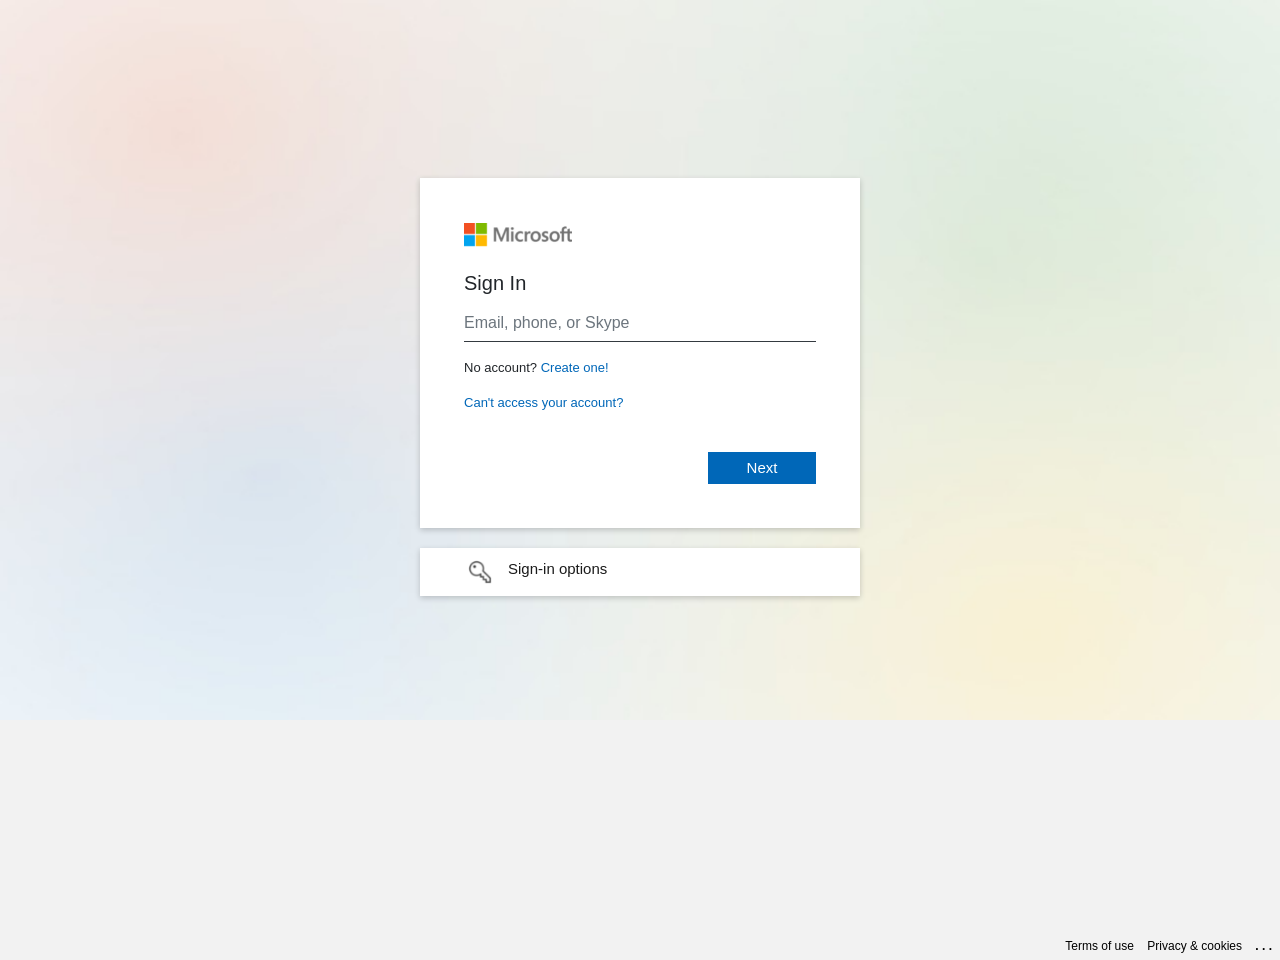 Microsoft
Sign In
Email, phone, or Skype
No account? Create one!
Can't access your account?
Next
Sign-in options
Terms of use Privacy & cookies ...